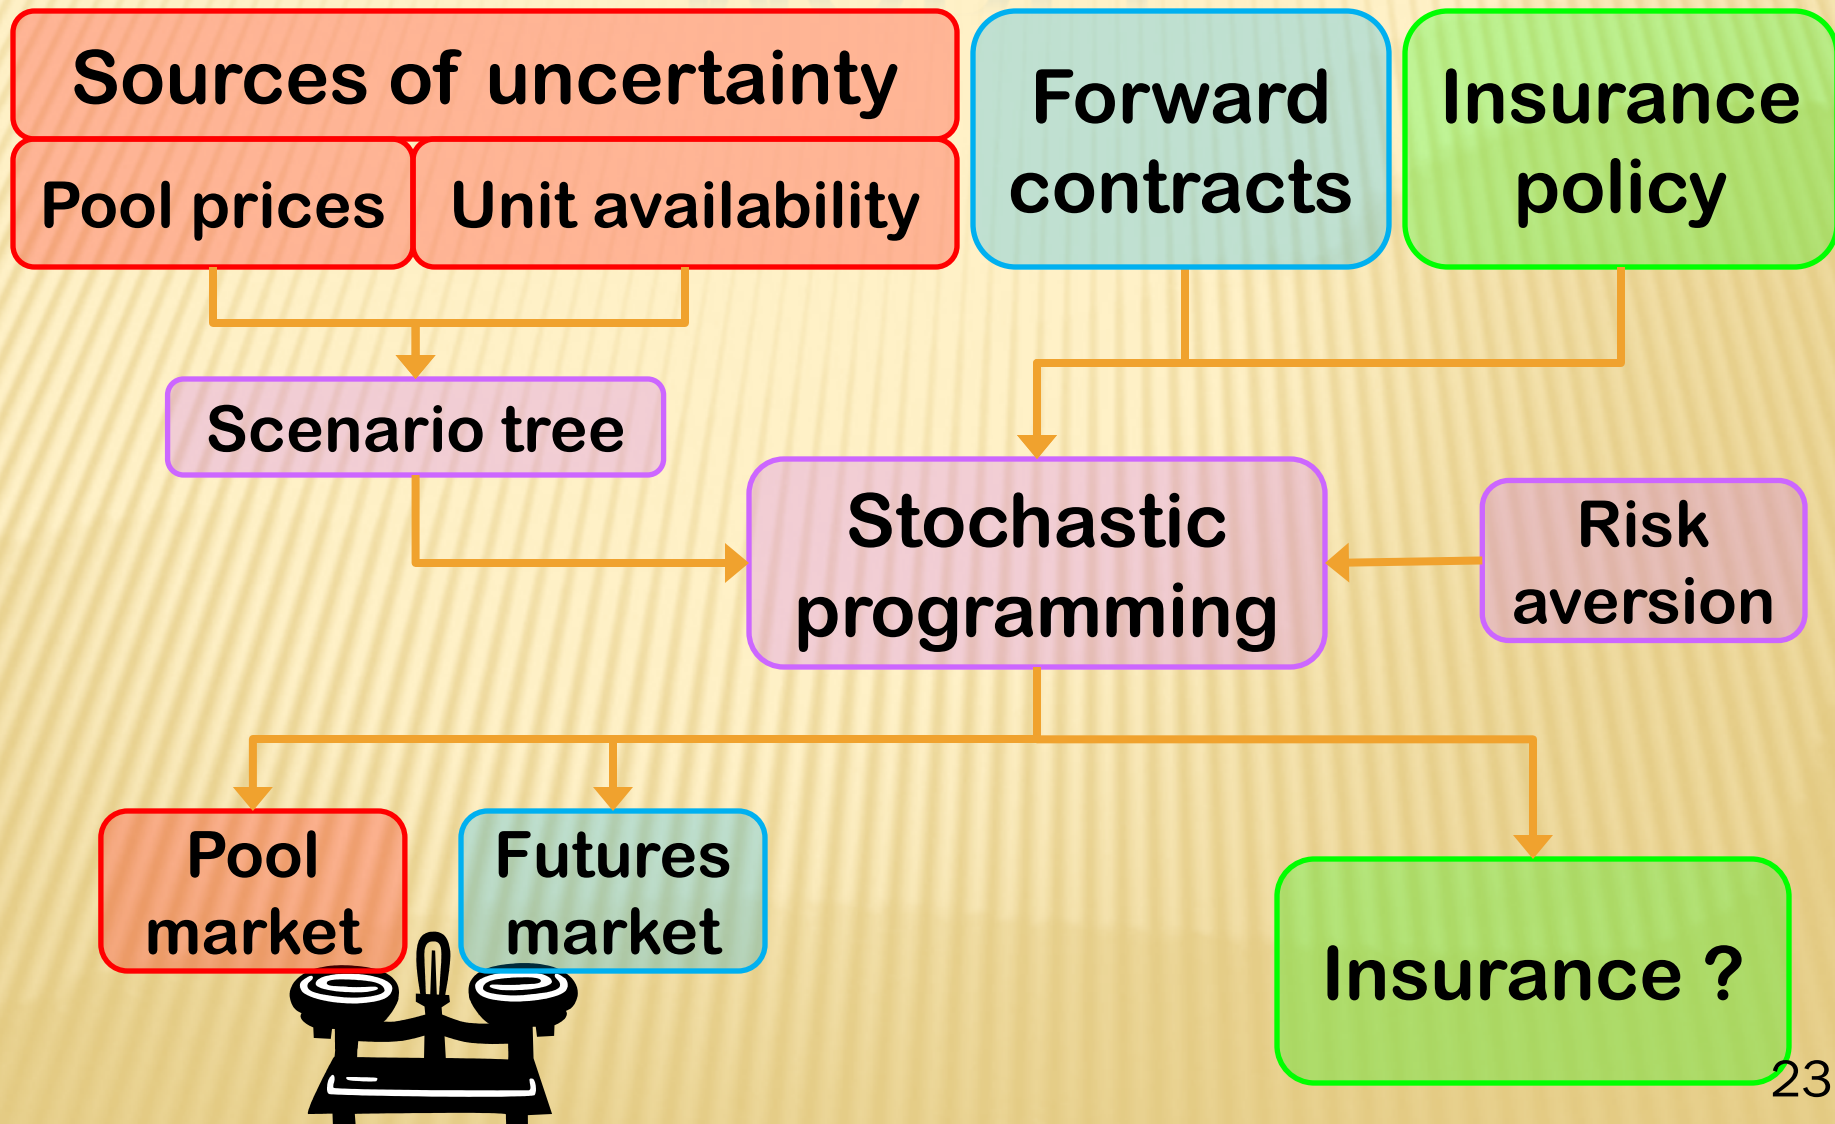 Sources of uncertainty
Pool prices
Unit availability
Forward
contracts
Insurance
policy
Scenario tree
Stochastic
programming
Risk
aversion
Pool
market
Futures
market
Insurance ?
23